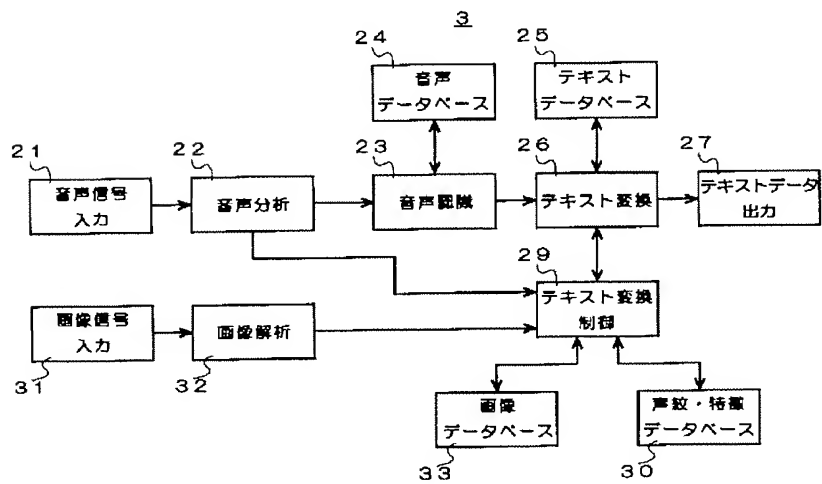 3
24
音声
データベース
25
テキスト
データベース
21
音声信号
入力
22
音声分析
23
音声認識
26
テキスト変換
27
テキストデータ
出力
29
テキスト変換
制御
画像信号
入力
31
画像解析
32
画像
データベース
33
声紋・特徴
データベース
30